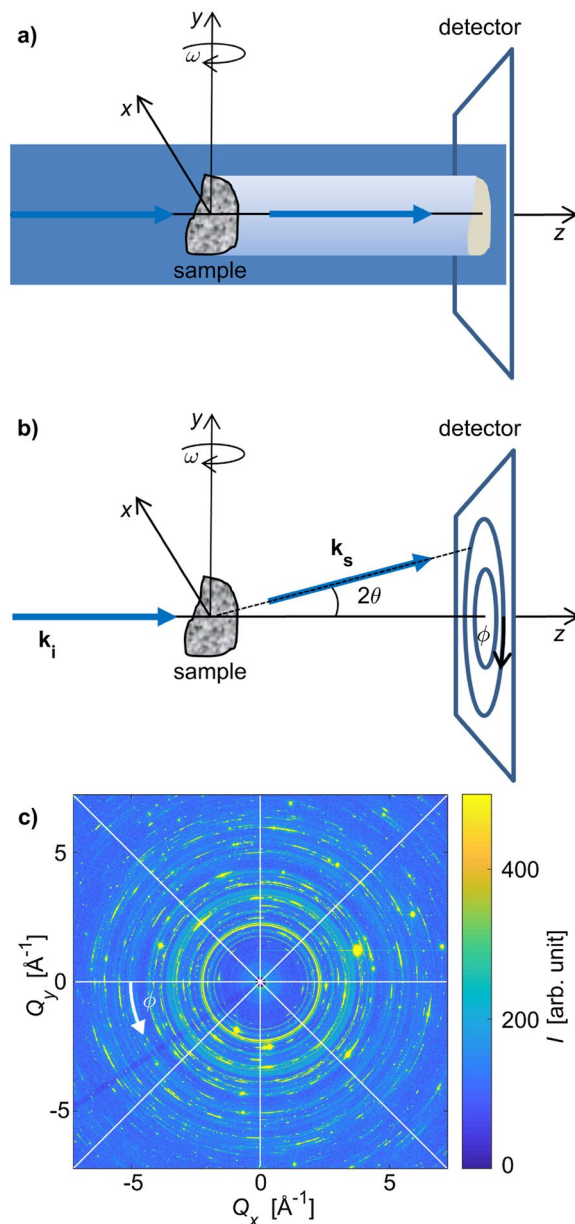 a)
y
detector
ω
x
z
sample
b)
y
detector
ω
x
k_s
2θ
ϕ
z
k_i
sample
c)
5
400
Q_y [Å⁻¹]
0
ϕ
200
I [arb. unit]
-5
0
-5 0 5
Q_x [Å⁻¹]